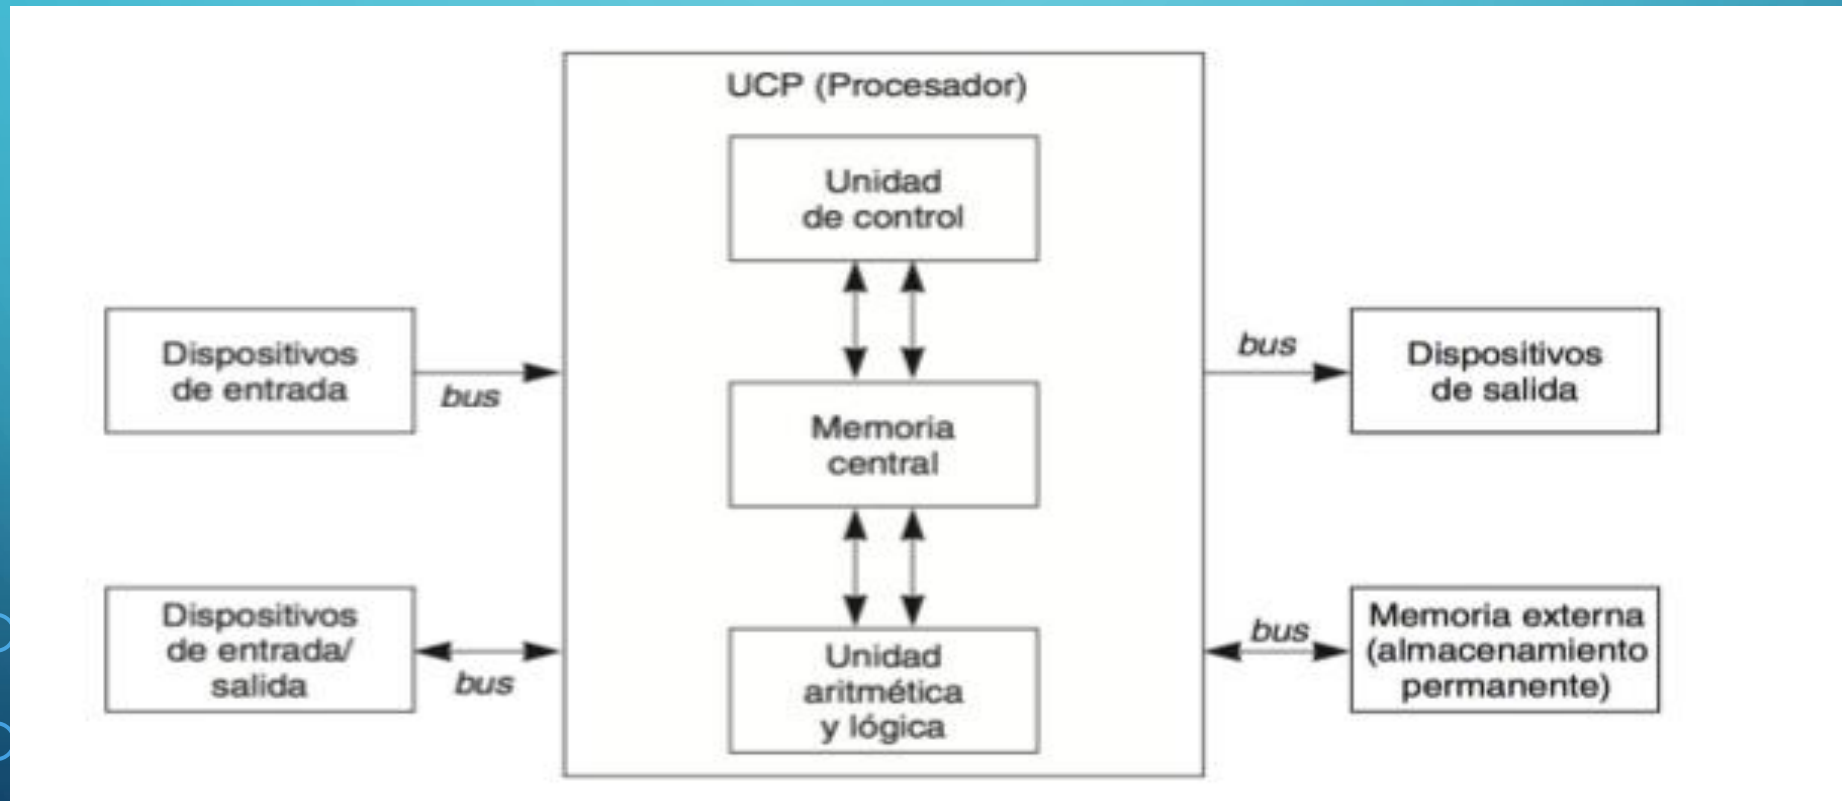 UCP (Procesador)
Unidad
de control
Dispositivos
de entrada
bus
Memoria
central
bus
Dispositivos
de salida
Dispositivos
de entrada/
salida
bus
Unidad
aritmética
y lógica
bus
Memoria externa
(almacenamiento
permanente)